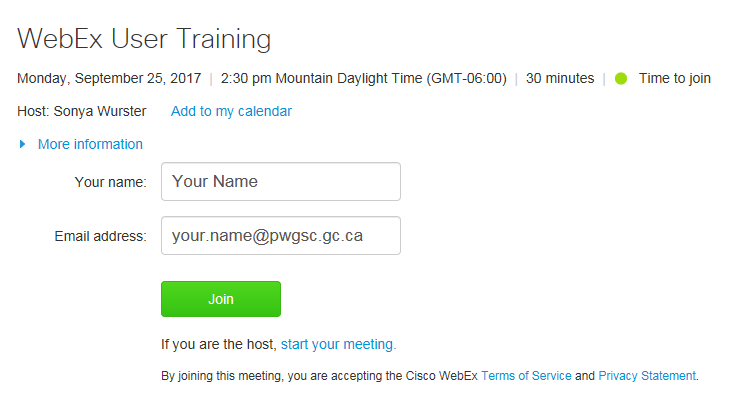 WebEx User Training
Monday, September 25, 2017 | 2:30 pm Mountain Daylight Time (GMT-06:00) | 30 minutes | Time to join
Host: Sonya Wurster Add to my calendar
More information
Your name: Your Name
Email address: your.name@pwgsc.gc.ca
Join
If you are the host, start your meeting.
By joining this meeting, you are accepting the Cisco WebEx Terms of Service and Privacy Statement.